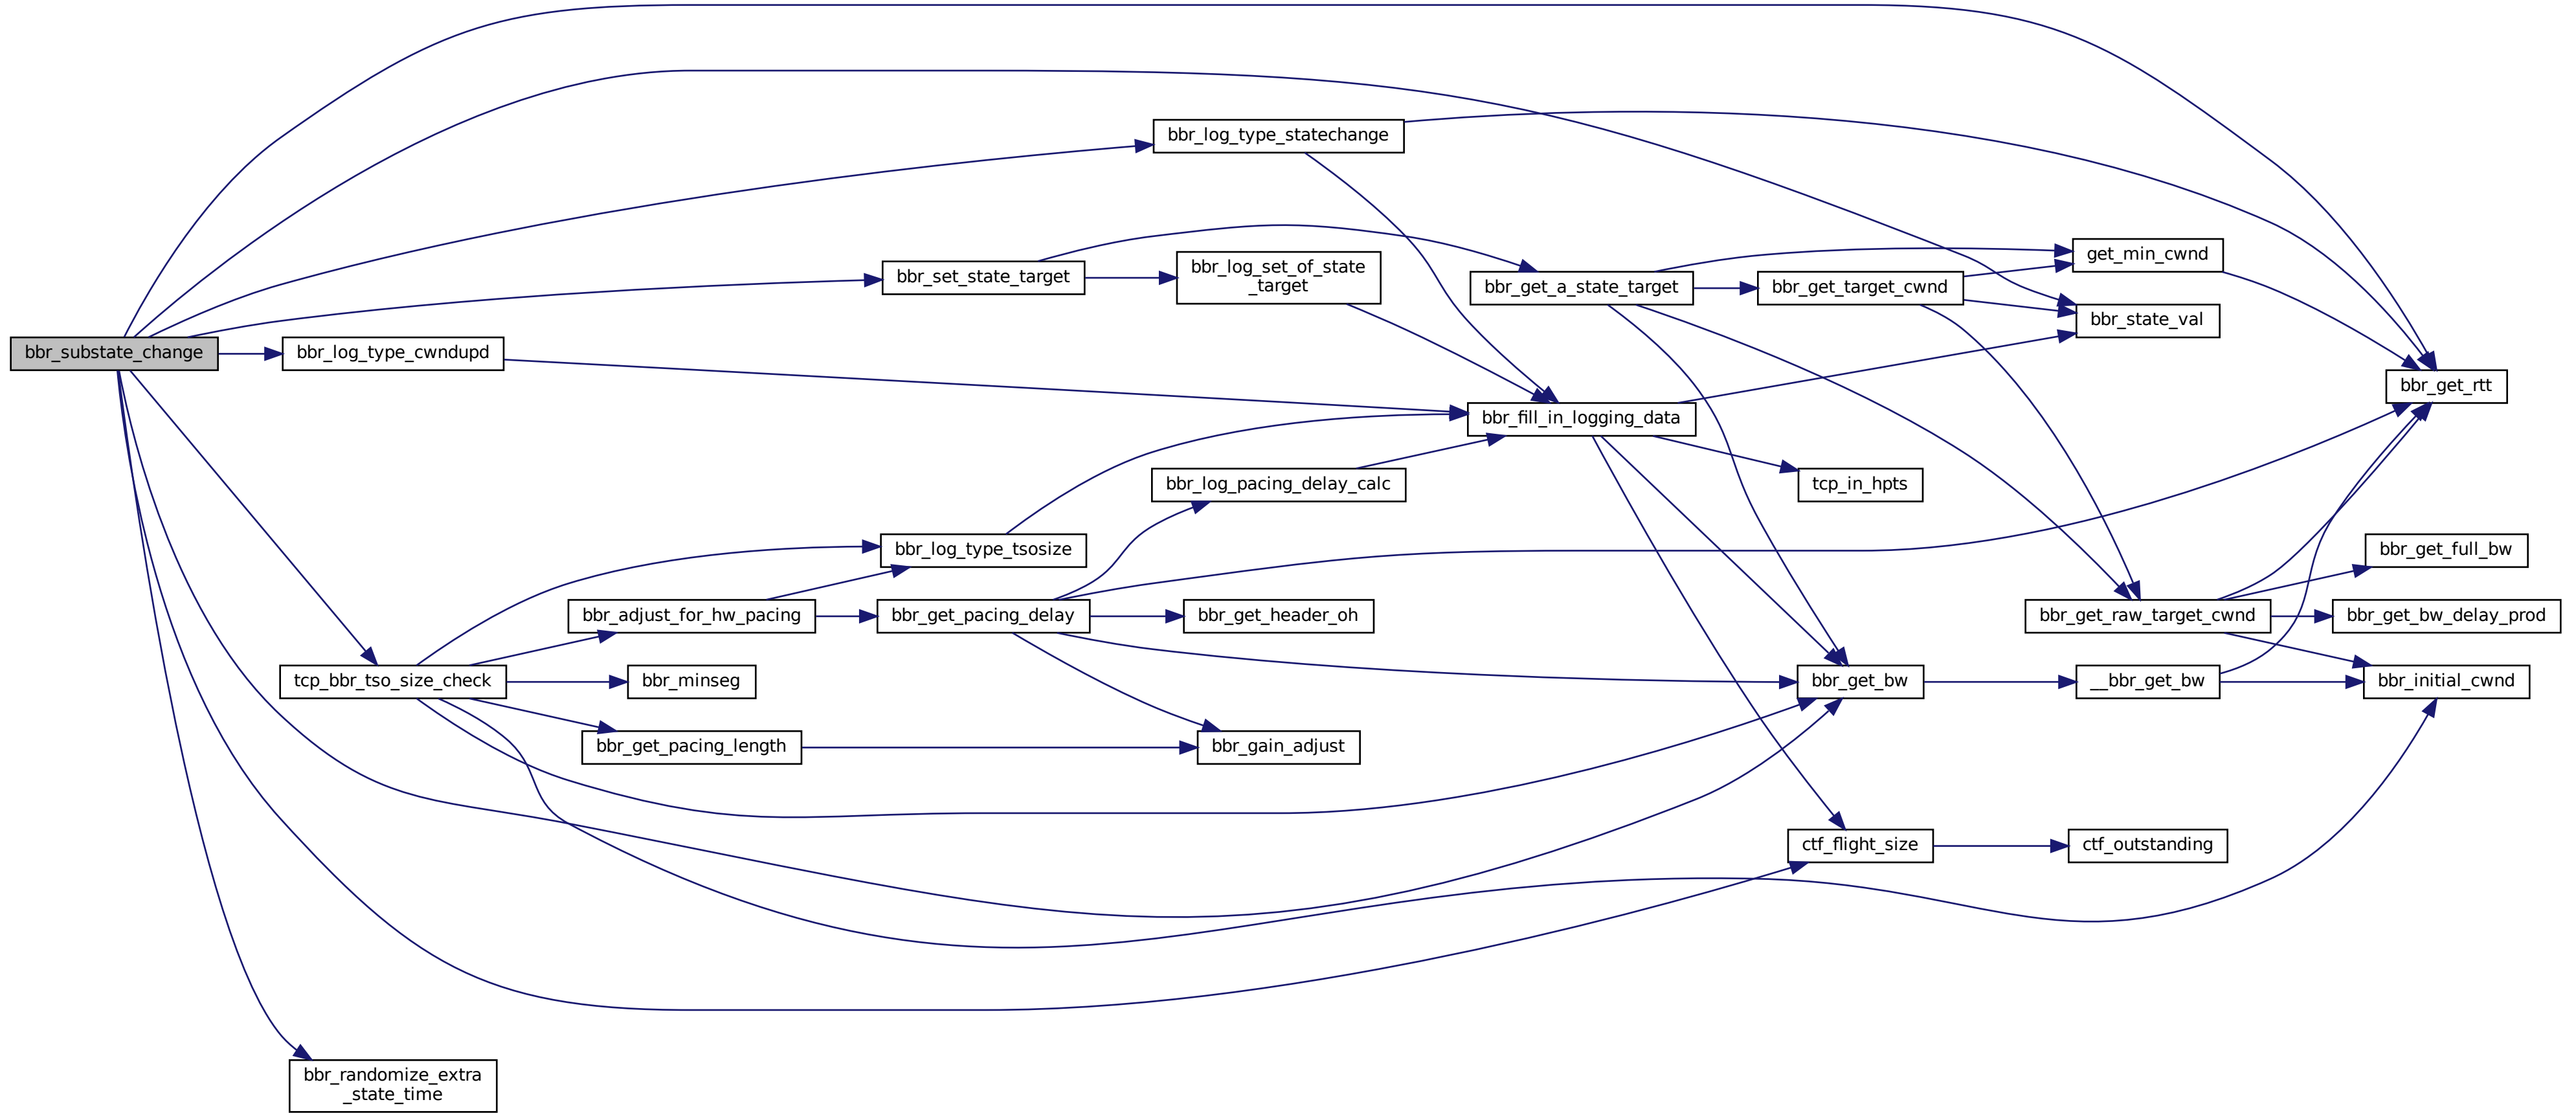 bbr_log_type_statechange
get_min_cwnd
bbr_log_set_of_state
_target
bbr_set_state_target
bbr_get_a_state_target
bbr_get_target_cwnd
bbr_state_val
bbr_substate_change
bbr_log_type_cwndupd
bbr_get_rtt
bbr_fill_in_logging_data
bbr_log_pacing_delay_calc
tcp_in_hpts
bbr_log_type_tsosize
bbr_get_full_bw
bbr_adjust_for_hw_pacing
bbr_get_pacing_delay
bbr_get_header_oh
bbr_get_raw_target_cwnd
bbr_get_bw_delay_prod
tcp_bbr_tso_size_check
bbr_minseg
bbr_get_bw
__bbr_get_bw
bbr_initial_cwnd
bbr_get_pacing_length
bbr_gain_adjust
ctf_flight_size
ctf_outstanding
bbr_randomize_extra
_state_time